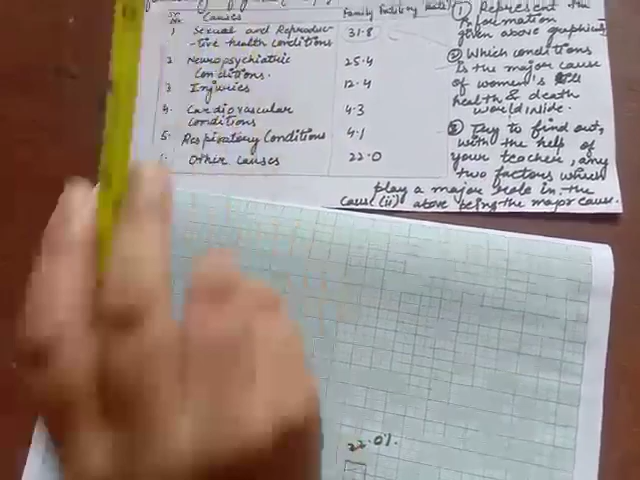 Sr. No. Causes
1 Sexual and Reproduc-
-tive health conditions 31.8
2 Neuropsychiatric
Conditions. 25.4
3 Injuries 12.4
4. Cardiovascular
Conditions 4.3
5. Respiratory Conditions 4.1
Other Causes 22.0
① Represent the
information
given above graphically
② Which conditions
is the major cause
of women's ill
health & death
worldwide.
③ Try to find out,
with the help of
your teacher, any
two factors which
play a major role in the
cause (ii) above being the major cause.
22.0%.